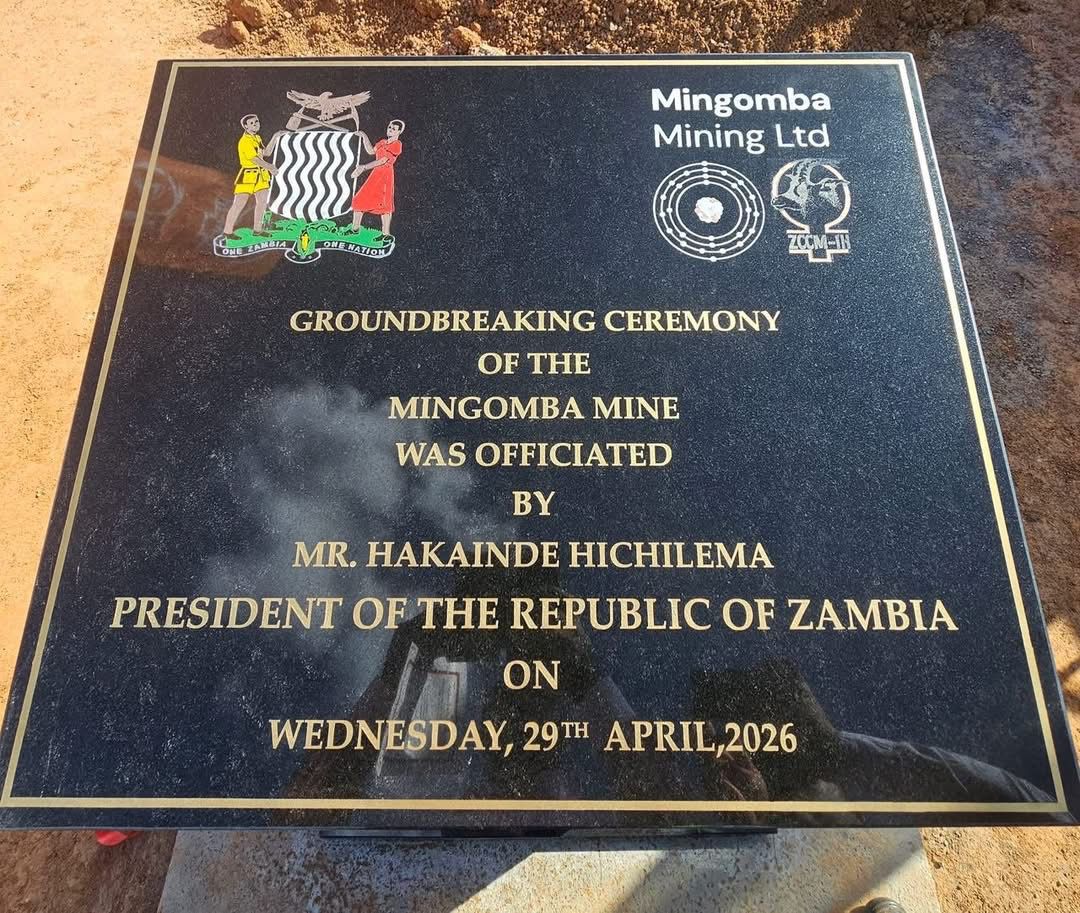 Mingomba
Mining Ltd
ONE ZAMBIA ONE NATION
ZCCM-IH
GROUNDBREAKING CEREMONY
OF THE
MINGOMBA MINE
WAS OFFICIATED
BY
MR. HAKAINDE HICHILEMA
PRESIDENT OF THE REPUBLIC OF ZAMBIA
ON
WEDNESDAY, 29TH APRIL,2026